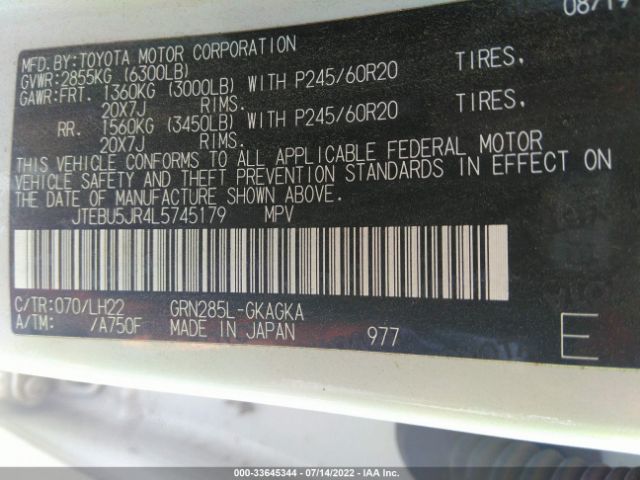 08/19
MFD.BY:TOYOTA MOTOR CORPORATION
GVWR:2855KG (6300LB)
GAWR:FRT. 1360KG (3000LB) WITH P245/60R20 TIRES,
20X7J RIMS.
RR. 1560KG (3450LB) WITH P245/60R20 TIRES,
20X7J RIMS.
THIS VEHICLE CONFORMS TO ALL APPLICABLE FEDERAL MOTOR
VEHICLE SAFETY AND THEFT PREVENTION STANDARDS IN EFFECT ON
THE DATE OF MANUFACTURE SHOWN ABOVE.
JTEBU5JR4L5745179 MPV
C/TR:070/LH22 GRN285L-GKAGKA
A/TM: /A750F MADE IN JAPAN 977 E
000-33645344 | 07/14/2022 | IAA, Inc.